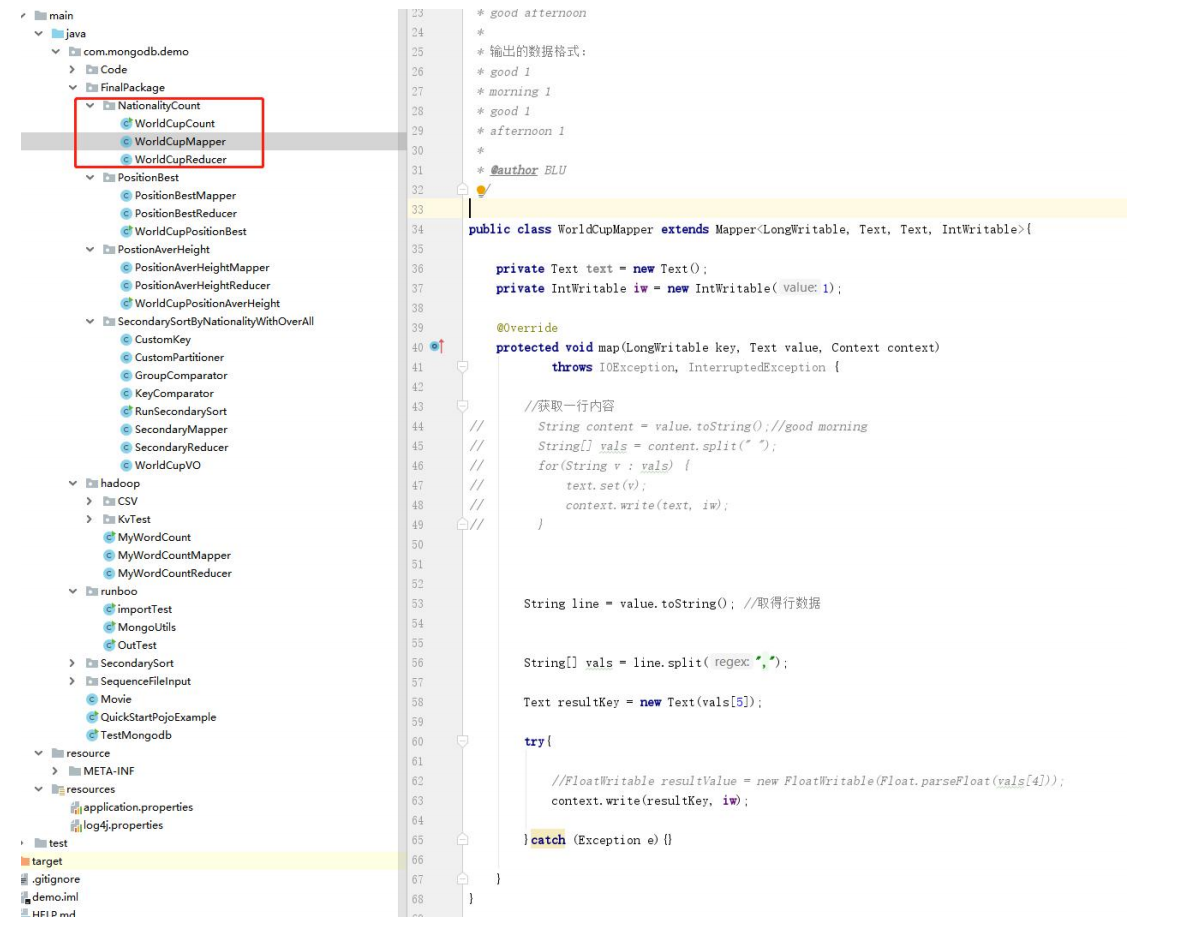 main
java
com.mongodb.demo
Code
FinalPackage
NationalityCount
WorldCupCount
WorldCupMapper
WorldCupReducer
PositionBest
PositionBestMapper
PositionBestReducer
WorldCupPositionBest
PostionAverHeight
PositionAverHeightMapper
PositionAverHeightReducer
WorldCupPositionAverHeight
SecondarySortByNationalityWithOverAll
CustomKey
CustomPartitioner
GroupComparator
KeyComparator
RunSecondarySort
SecondaryMapper
SecondaryReducer
WorldCupVO
hadoop
CSV
KvTest
MyWordCount
MyWordCountMapper
MyWordCountReducer
runboo
importTest
MongoUtils
OutTest
SecondarySort
SequenceFileInput
Movie
QuickStartPojoExample
TestMongodb
resource
META-INF
resources
application.properties
log4j.properties
test
target
.gitignore
demo.iml
HELP.md
23 * good afternoon
24 *
25 * 输出的数据格式:
26 * good 1
27 * morning 1
28 * good 1
29 * afternoon 1
30 *
31 * @author BLU
32 */
33
34 public class WorldCupMapper extends Mapper<LongWritable, Text, Text, IntWritable>{
35
36 private Text text = new Text();
37 private IntWritable iw = new IntWritable( value: 1);
38
39 @Override
40 protected void map(LongWritable key, Text value, Context context)
41 throws IOException, InterruptedException {
42
43 //获取一行内容
44 // String content = value.toString();//good morning
45 // String[] vals = content.split(" ");
46 // for(String v : vals) {
47 // text.set(v);
48 // context.write(text, iw);
49 // }
50
51
52
53 String line = value.toString(); //取得行数据
54
55
56 String[] vals = line.split( regex: ",");
57
58 Text resultKey = new Text(vals[5]);
59
60 try{
61
62 //FloatWritable resultValue = new FloatWritable(Float.parseFloat(vals[4]));
63 context.write(resultKey, iw);
64
65 }catch (Exception e){}
66
67 }
68 }